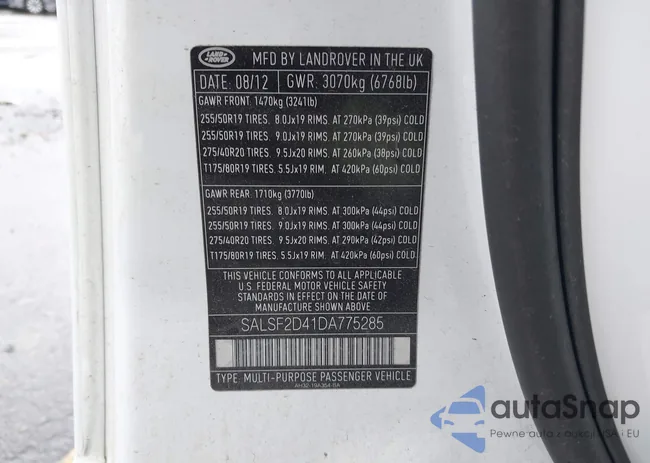 LAND ROVER
MFD BY LANDROVER IN THE UK
DATE: 08/12 GWR: 3070kg (6768lb)
GAWR FRONT: 1470kg (3241lb)
255/50R19 TIRES. 8.0Jx19 RIMS. AT 270kPa (39psi) COLD
255/50R19 TIRES. 9.0Jx19 RIMS. AT 270kPa (39psi) COLD
275/40R20 TIRES. 9.5Jx20 RIMS. AT 260kPa (38psi) COLD
T175/80R19 TIRES. 5.5Jx19 RIM. AT 420kPa (60psi) COLD
GAWR REAR: 1710kg (3770lb)
255/50R19 TIRES. 8.0Jx19 RIMS. AT 300kPa (44psi) COLD
255/50R19 TIRES. 9.0Jx19 RIMS. AT 300kPa (44psi) COLD
275/40R20 TIRES. 9.5Jx20 RIMS. AT 290kPa (42psi) COLD
T175/80R19 TIRES. 5.5Jx19 RIM. AT 420kPa (60psi) COLD
THIS VEHICLE CONFORMS TO ALL APPLICABLE
U.S. FEDERAL MOTOR VEHICLE SAFETY
STANDARDS IN EFFECT ON THE DATE OF
MANUFACTURE SHOWN ABOVE
SALSF2D41DA775285
TYPE: MULTI-PURPOSE PASSENGER VEHICLE
autaSnap
Pewne auta z aukcji USA i EU